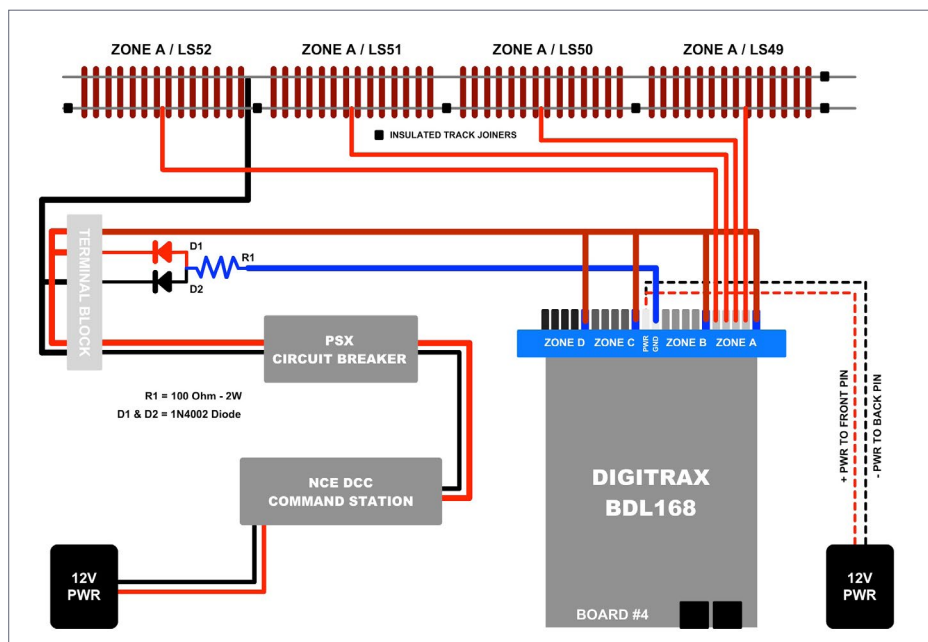 ZONE A / LS52
ZONE A / LS51
ZONE A / LS50
ZONE A / LS49
INSULATED TRACK JOINERS
TERMINAL BLOCK
D1
R1
D2
PSX
CIRCUIT BREAKER
ZONE D
ZONE C
PWR
GND
ZONE B
ZONE A
R1 = 100 Ohm - 2W
D1 & D2 = 1N4002 Diode
+ PWR TO FRONT PIN
- PWR TO BACK PIN
NCE DCC
COMMAND STATION
DIGITRAX
BDL168
12V
PWR
12V
PWR
BOARD #4